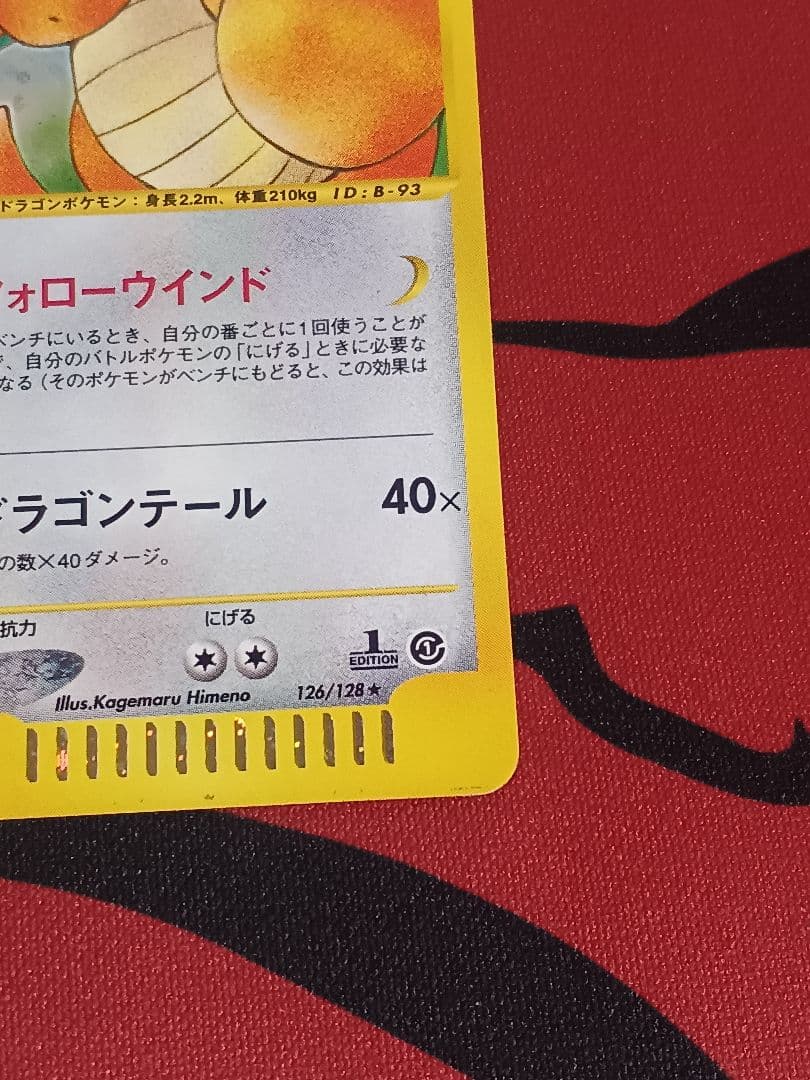 ドラゴンポケモン：身長2.2m、体重210kg ID:B-93
フォローウインド
ベンチにいるとき、自分の番ごとに1回使うことが
、自分のバトルポケモンの「にげる」ときに必要な
なる（そのポケモンがベンチにもどると、この効果は
ドラゴンテール 40×
の数×40ダメージ。
抗力 にげる
1 EDITION
Illus.Kagemaru Himeno 126/128★